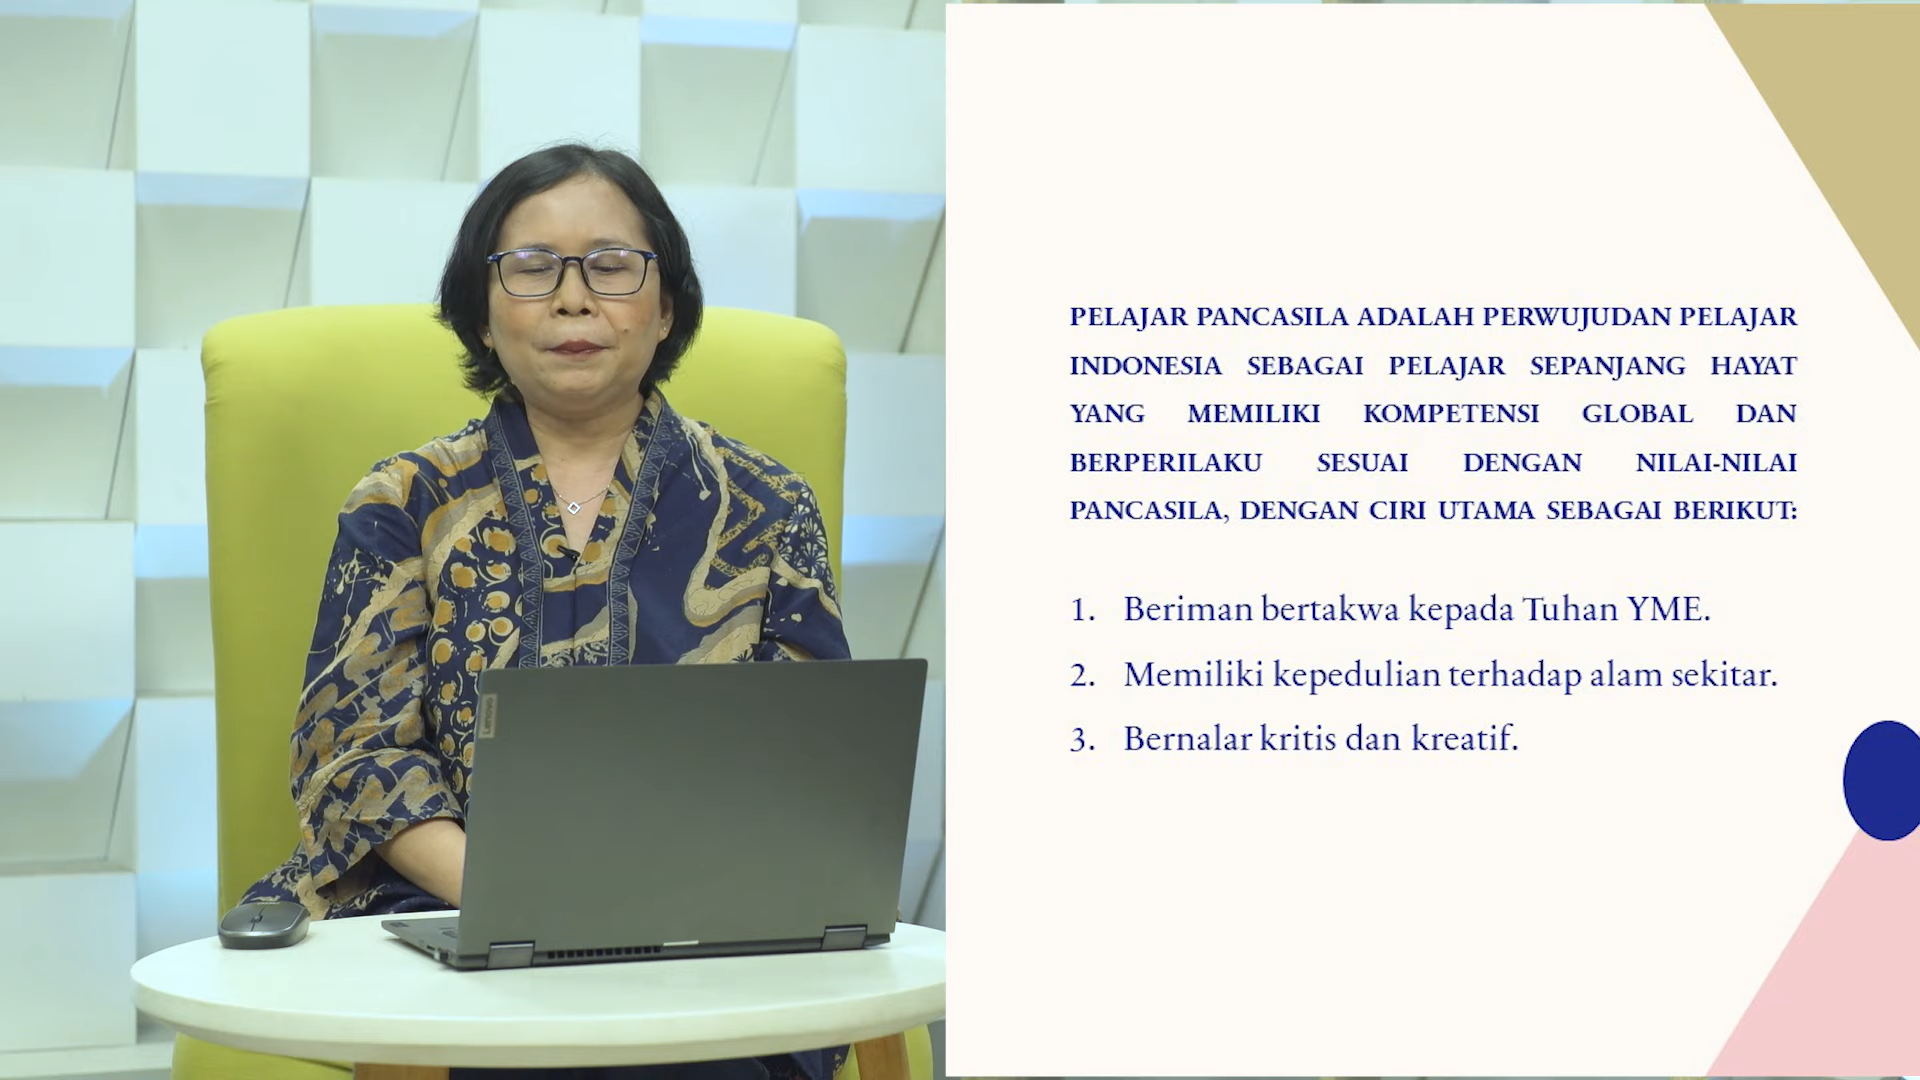 PELAJAR PANCASILA ADALAH PERWUJUDAN PELAJAR
INDONESIA SEBAGAI PELAJAR SEPANJANG HAYAT
YANG MEMILIKI KOMPETENSI GLOBAL DAN
BERPERILAKU SESUAI DENGAN NILAI-NILAI
PANCASILA, DENGAN CIRI UTAMA SEBAGAI BERIKUT:
1. Beriman bertakwa kepada Tuhan YME.
2. Memiliki kepedulian terhadap alam sekitar.
3. Bernalar kritis dan kreatif.